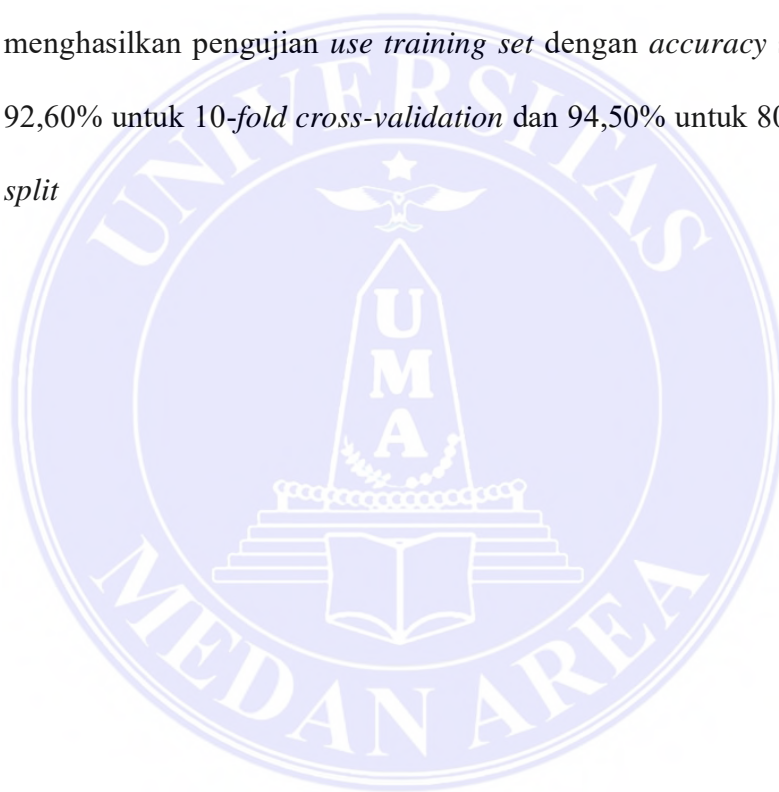 menghasilkan pengujian use training set dengan accuracy
92,60% untuk 10-fold cross-validation dan 94,50% untuk 80
split
UNIVERSITAS
UMA
MEDAN AREA